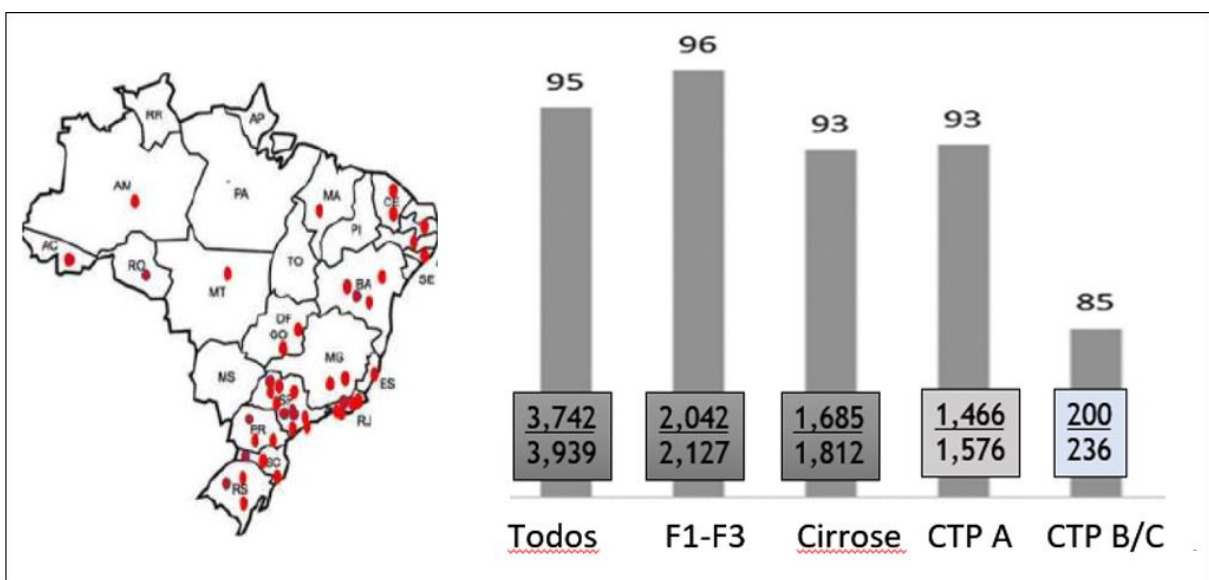 RR
AP
AM
PA
MA
CE
PI
AC
RO
TO
SE
MT
BA
DF
GO
MG
MS
ES
SP
RJ
PR
SC
RS
95
96
93
93
85
3,742
3,939
2,042
2,127
1,685
1,812
1,466
1,576
200
236
Todos
F1-F3
Cirrose
CTP A
CTP B/C